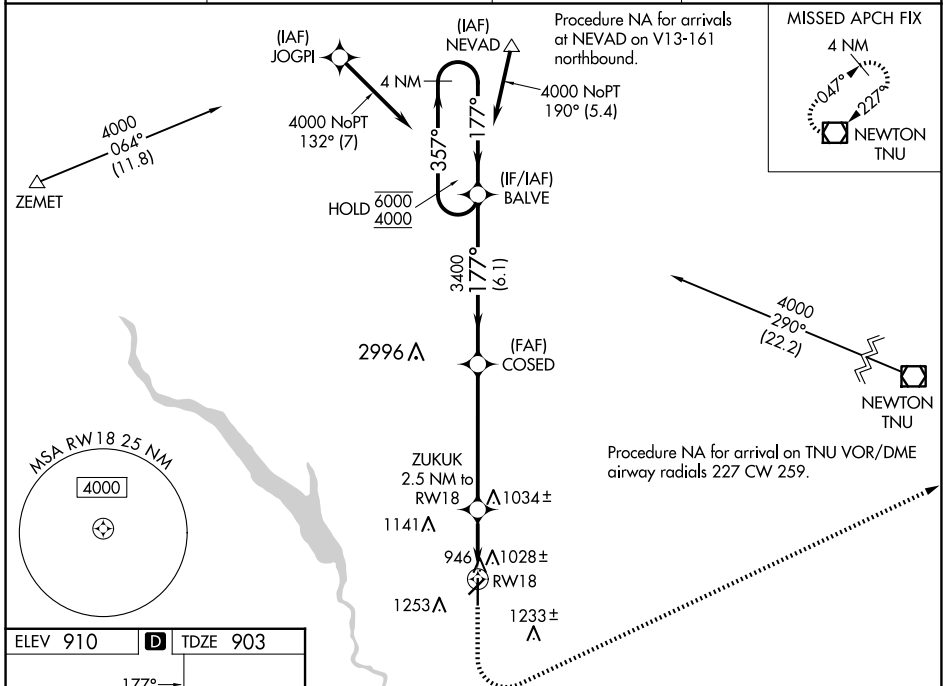 (IAF)
JOGPI
(IAF)
NEVAD
Procedure NA for arrivals
at NEVAD on V13-161
northbound.
MISSED APCH FIX
4 NM
047°
227°
NEWTON
TNU
4 NM
4000 NoPT
190° (5.4)
4000 NoPT
132° (7)
4000
064°
(11.8)
ZEMET
357°
177°
HOLD 6000
4000
(IF/IAF)
BALVE
3400
177°
(6.1)
4000
290°
(22.2)
NEWTON
TNU
2996
(FAF)
COSED
Procedure NA for arrival on TNU VOR/DME
airway radials 227 CW 259.
MSA RW18 25 NM
4000
ZUKUK
2.5 NM to
RW18
1034±
1141
946
1028±
RW18
1253
1233±
ELEV 910 D TDZE 903
177°